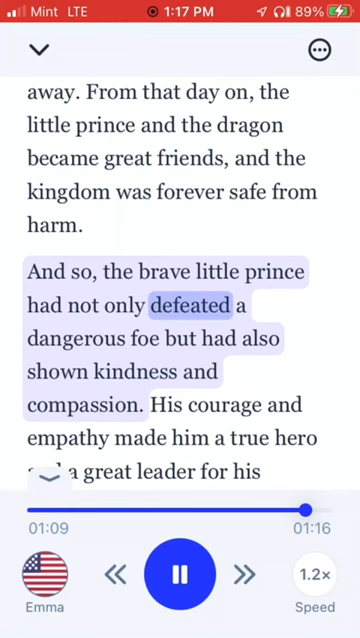 Mint LTE 1:17 PM 89%
away. From that day on, the
little prince and the dragon
became great friends, and the
kingdom was forever safe from
harm.
And so, the brave little prince
had not only defeated a
dangerous foe but had also
shown kindness and
compassion. His courage and
empathy made him a true hero
a great leader for his
01:09 01:16
1.2×
Emma Speed